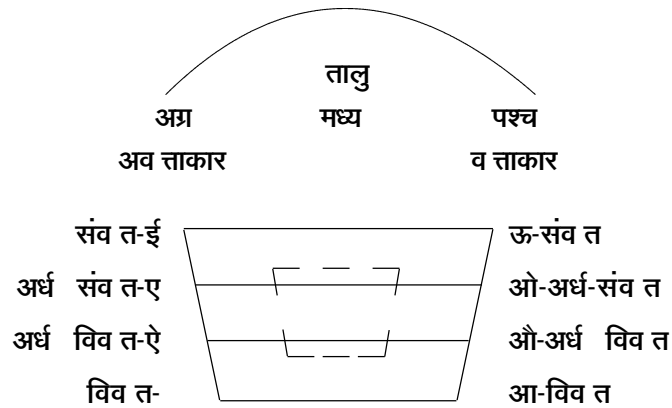 तालु
अग्र मध्य पश्च
अव त्ताकार व त्ताकार
संव त-ई ऊ-संव त
अर्ध संव त-ए ओ-अर्ध-संव त
अर्ध विव त-ऐ औ-अर्ध विव त
विव त- आ-विव त